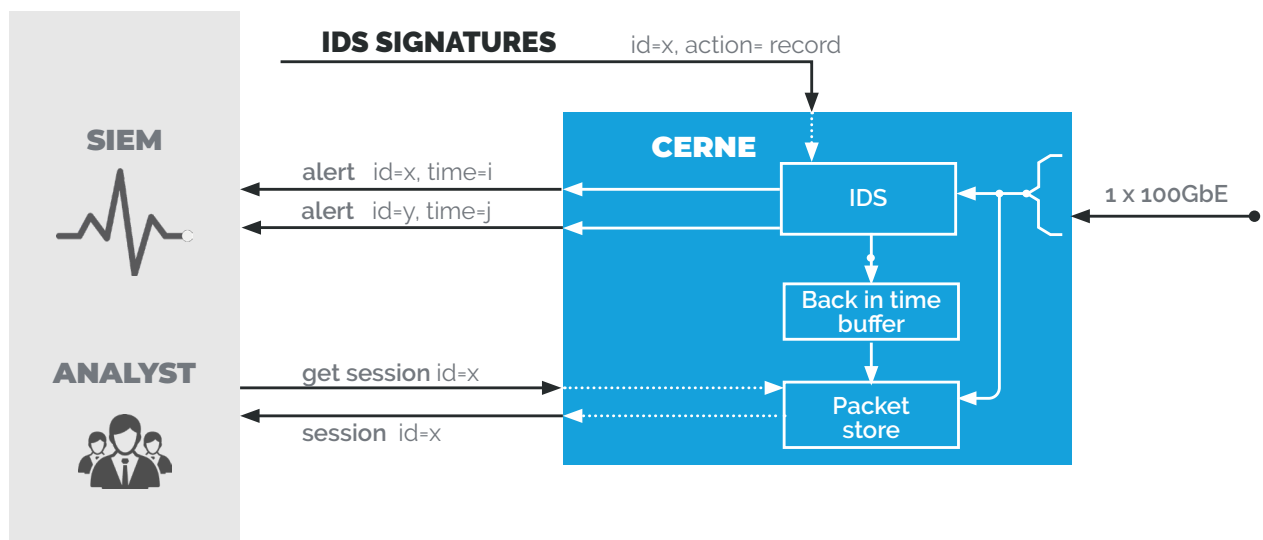 IDS SIGNATURES id=x, action= record
SIEM
CERNE
alert id=x, time=i
alert id=y, time=j
IDS
1 x 100GbE
Back in time
buffer
ANALYST
get session id=x
session id=x
Packet
store